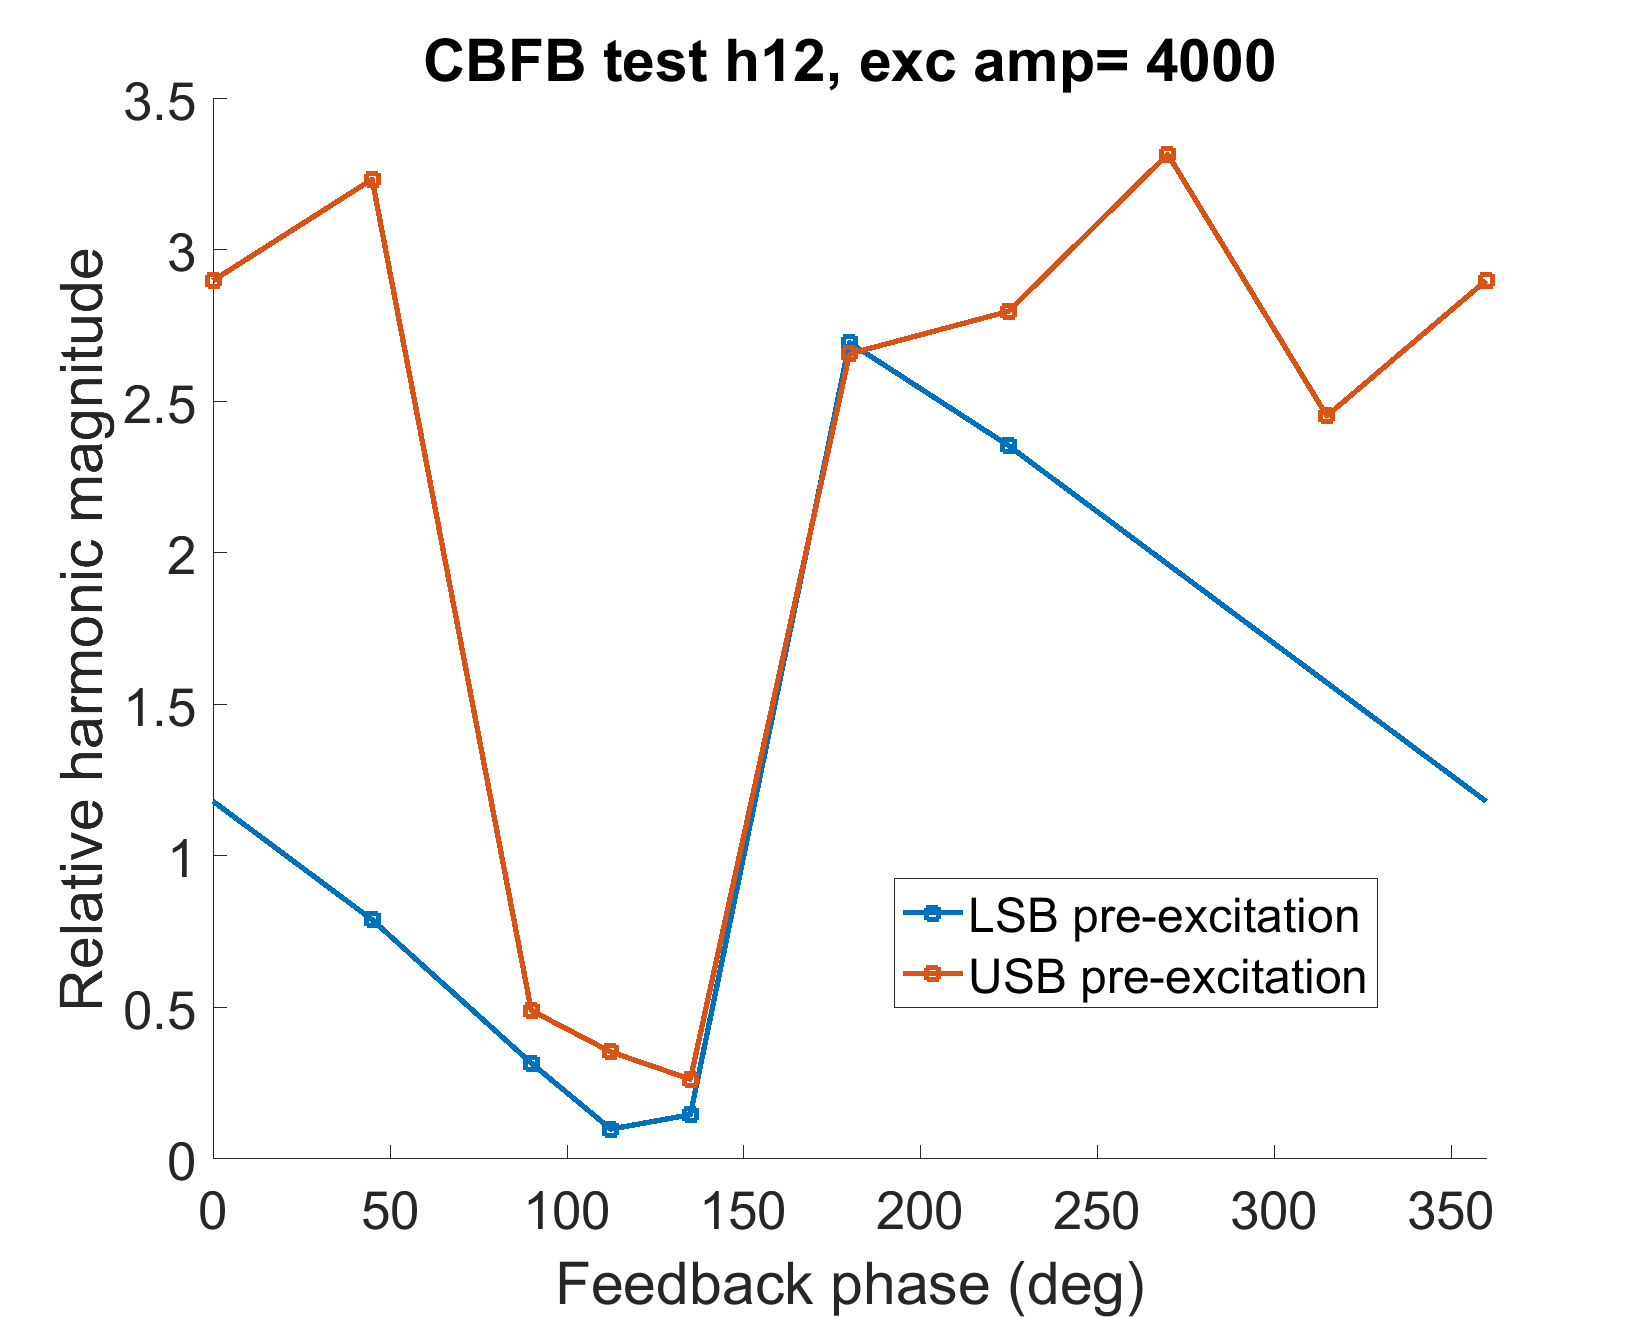 CBFB test h12, exc amp= 4000
3.5
3
2.5
2
1.5
1
0.5
0
Relative harmonic magnitude
LSB pre-excitation
USB pre-excitation
0 50 100 150 200 250 300 350
Feedback phase (deg)